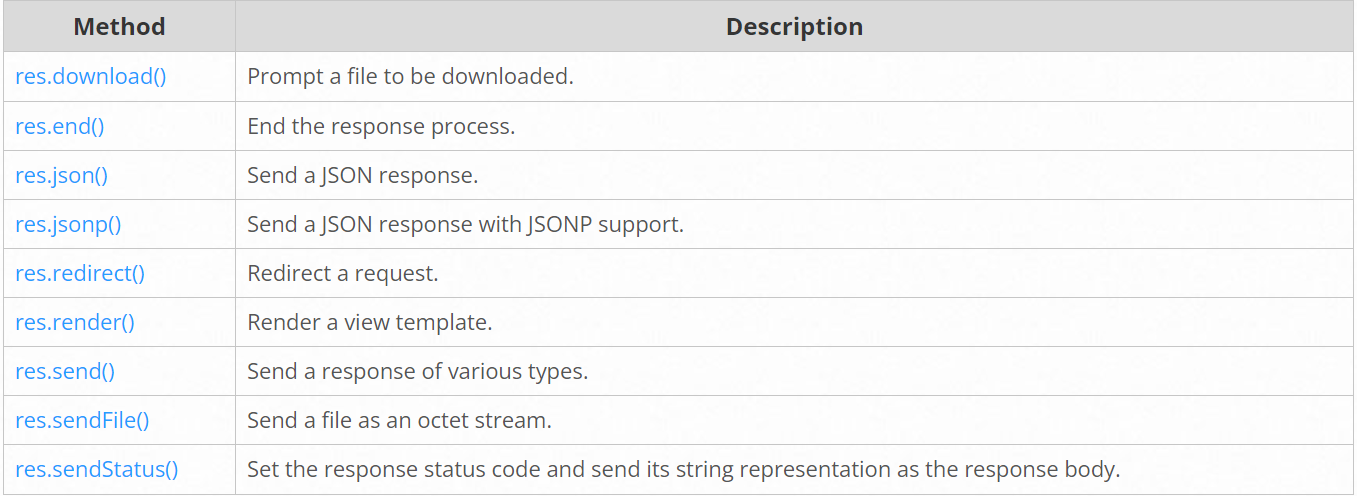 Method Description
res.download() Prompt a file to be downloaded.
res.end() End the response process.
res.json() Send a JSON response.
res.jsonp() Send a JSON response with JSONP support.
res.redirect() Redirect a request.
res.render() Render a view template.
res.send() Send a response of various types.
res.sendFile() Send a file as an octet stream.
res.sendStatus() Set the response status code and send its string representation as the response body.